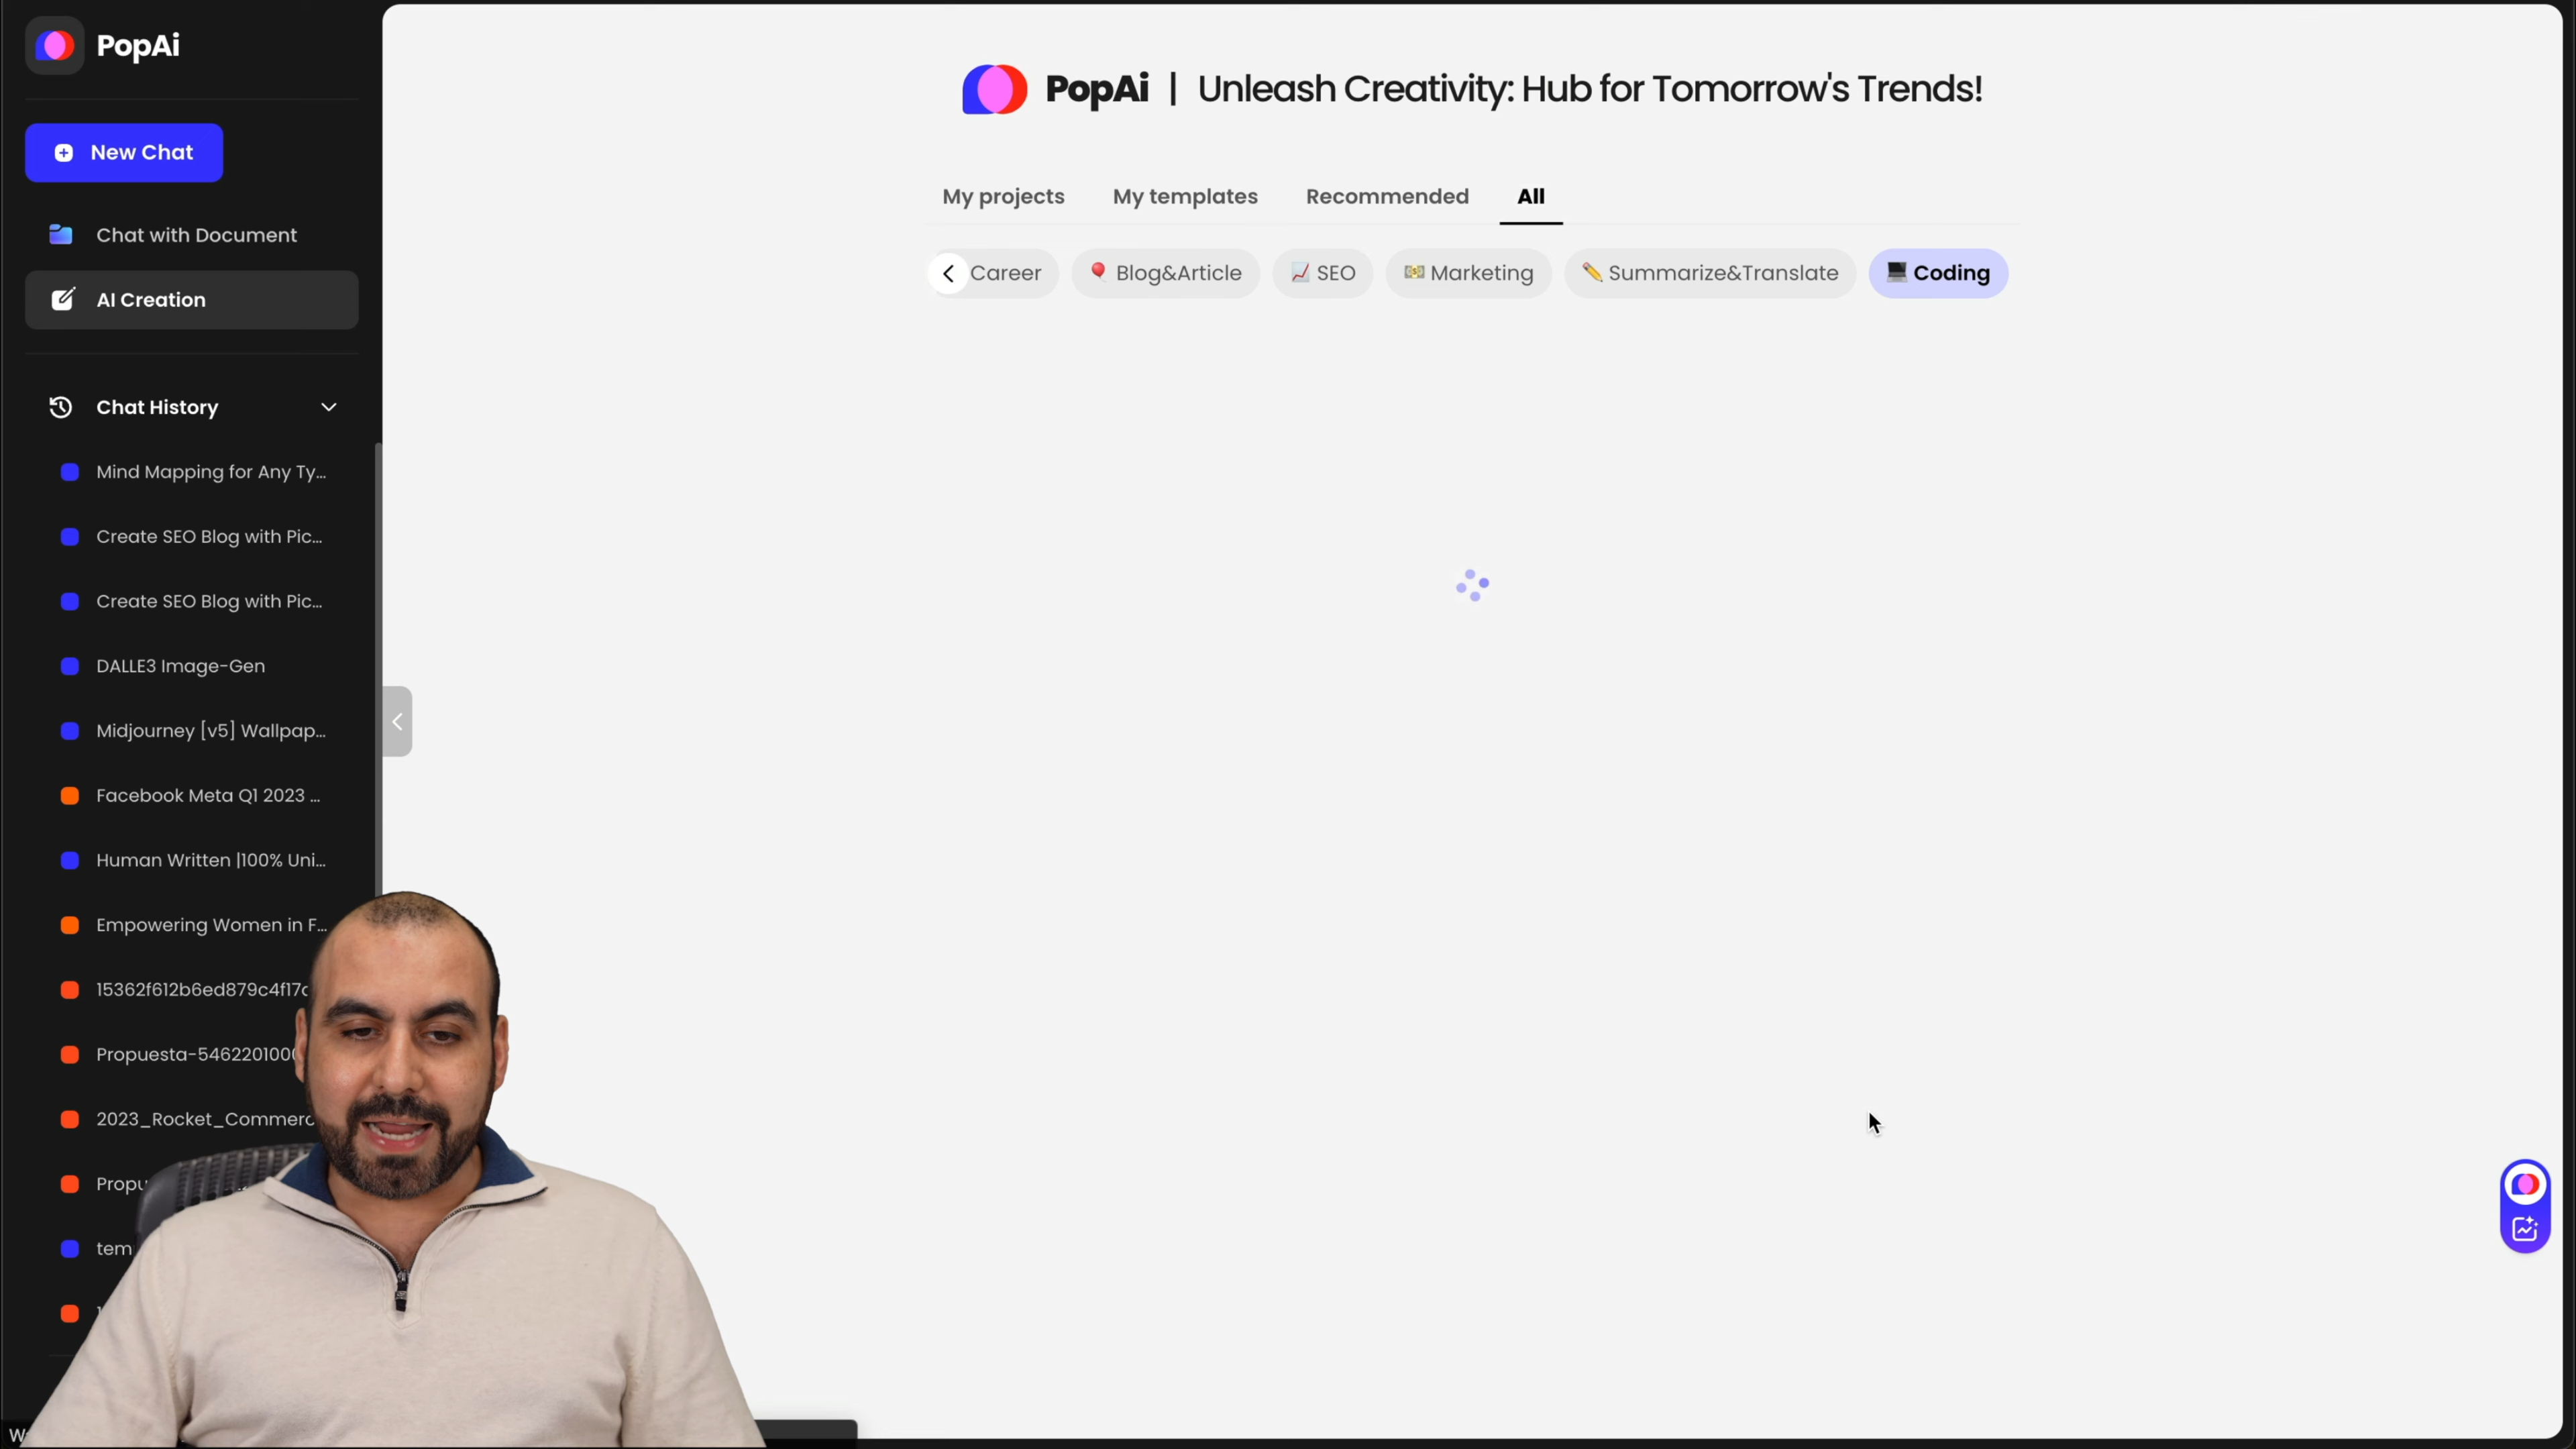 PopAi
New Chat
Chat with Document
AI Creation
Chat History
Mind Mapping for Any Ty...
Create SEO Blog with Pic...
Create SEO Blog with Pic...
DALLE3 Image-Gen
Midjourney [v5] Wallpap...
Facebook Meta Q1 2023 ...
Human Written |100% Uni...
Empowering Women in F...
15362f612b6ed879c4f17c
Propuesta-546220100
2023_Rocket_Commerc
Propu
tem
PopAi | Unleash Creativity: Hub for Tomorrow's Trends!
My projects My templates Recommended All
Career Blog&Article SEO Marketing Summarize&Translate Coding